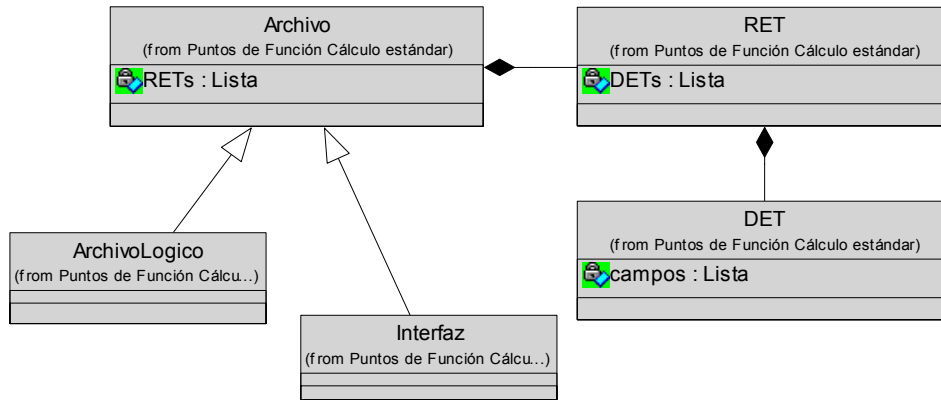 Archivo
(from Puntos de Función Cálculo estándar)
RETs : Lista
RET
(from Puntos de Función Cálculo estándar)
DETs : Lista
ArchivoLogico
(from Puntos de Función Cálcu...)
DET
(from Puntos de Función Cálculo estándar)
campos : Lista
Interfaz
(from Puntos de Función Cálcu...)